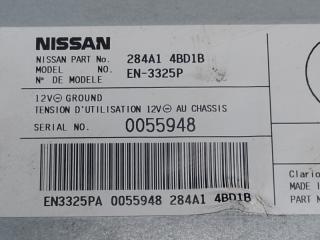 NISSAN
NISSAN PART No. 284A1 4BD1B
MODEL NO. EN-3325P
N° DE MODELE
12V⊖ GROUND
TENSION D'UTILISATION 12V⊖ AU CHASSIS
SERIAL NO. 0055948
EN3325PA 0055948 284A1 4BD1B
Clario
MADE I
PART N